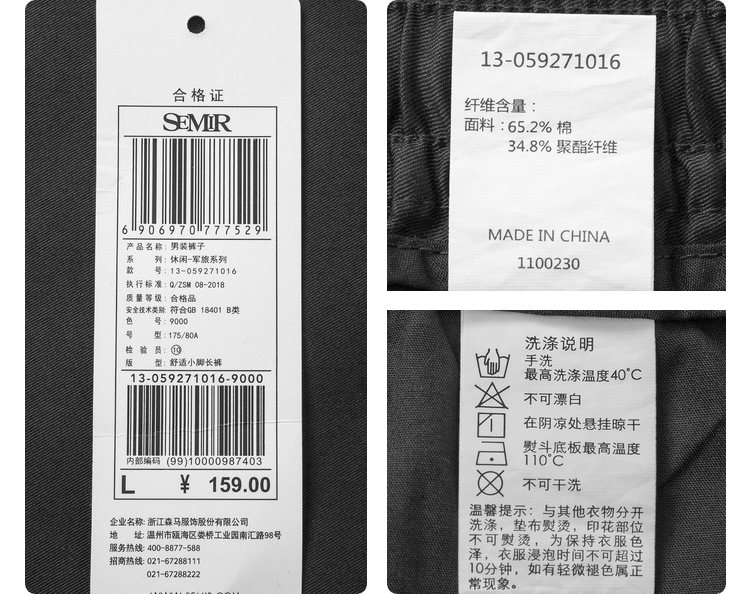 合格证
SEMIR
6 906970 777529
产品名称: 男装裤子
系 列: 休闲-军旅系列
款 号: 13-059271016
执行标准: Q/ZSM 08-2018
质量等级: 合格品
安全技术类别: 符合GB 18401 B类
色 号: 9000
号 型: 175/80A
检 验 员: ⑩
版 型: 舒适小脚长裤
13-059271016-9000
内部编码 (99)10000987403
L ¥ 159.00
企业名称: 浙江森马服饰股份有限公司
地 址: 温州市瓯海区娄桥工业园南汇路98号
服务热线: 400-8877-588
招商热线: 021-67288111
021-67288222
13-059271016
纤维含量:
面料: 65.2% 棉
34.8% 聚酯纤维
MADE IN CHINA
1100230
洗涤说明
手洗
最高洗涤温度40°C
不可漂白
在阴凉处悬挂晾干
熨斗底板最高温度
110°C
不可干洗
温馨提示: 与其他衣物分开
洗涤, 垫布熨烫, 印花部位
不可熨烫, 为保持衣服色
泽, 衣服浸泡时间不可超过
10分钟, 如有轻微褪色属正
常现象。